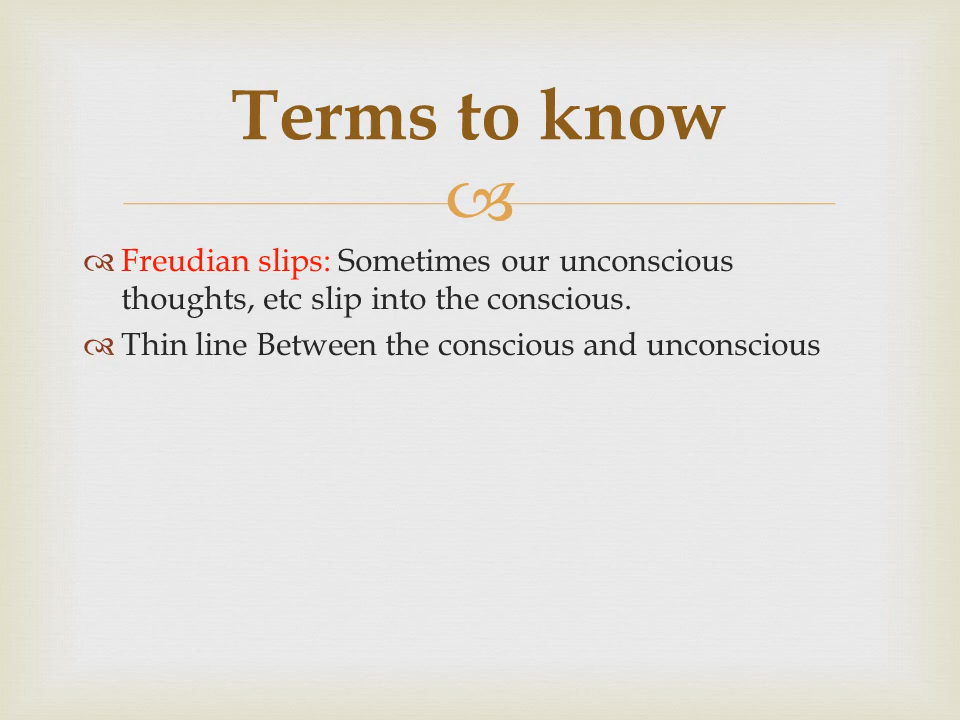 Terms to know
Freudian slips: Sometimes our unconscious
thoughts, etc slip into the conscious.
Thin line Between the conscious and unconscious